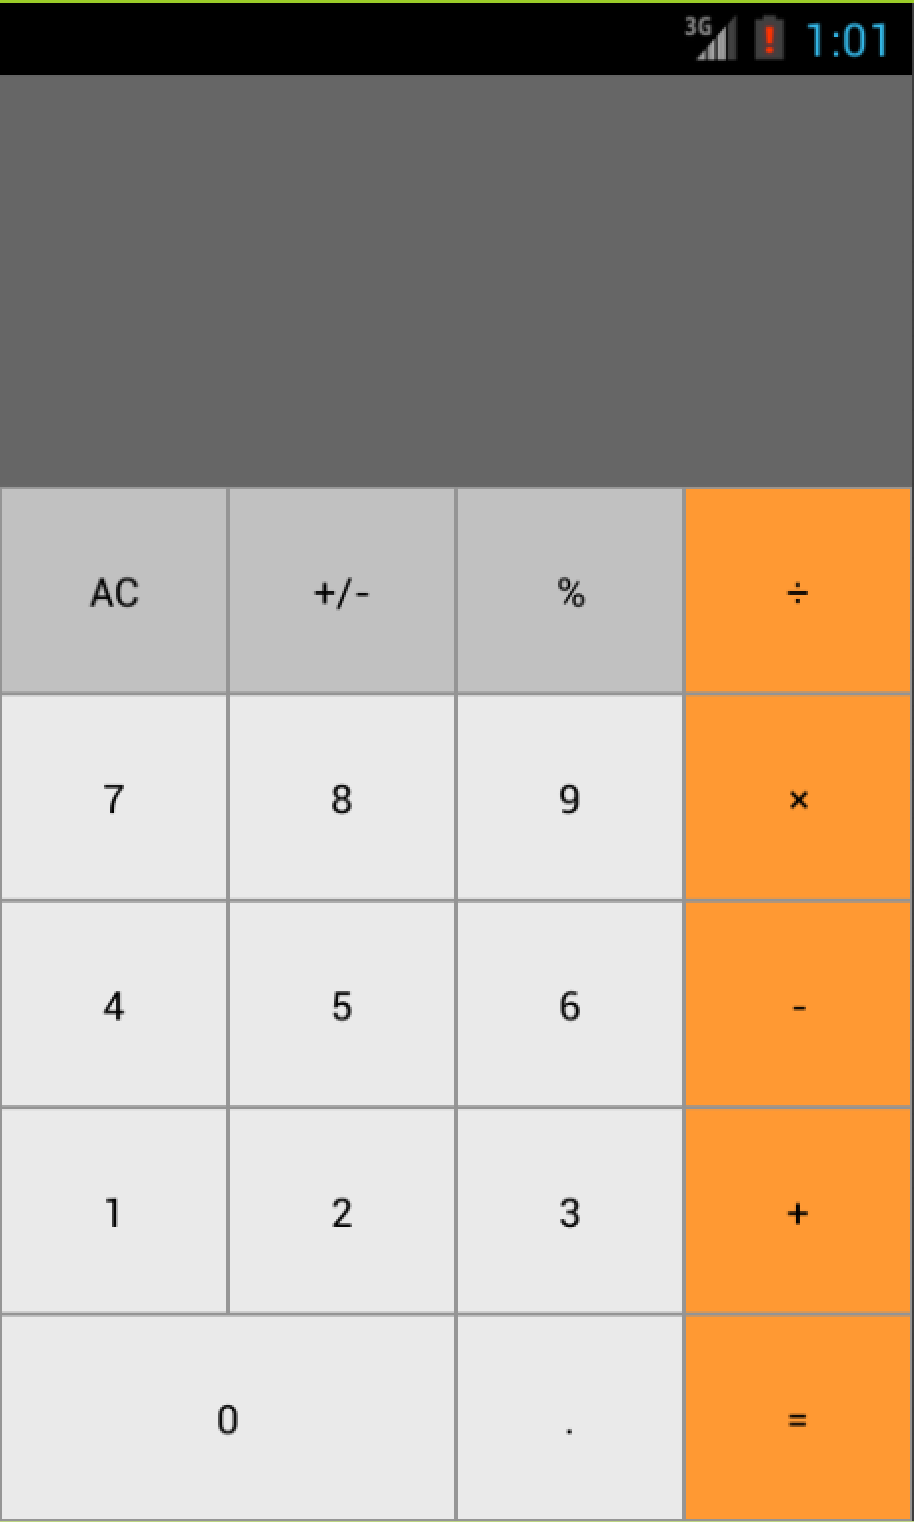 3G 1:01
AC +/- % ÷
7 8 9 ×
4 5 6 -
1 2 3 +
0 . =